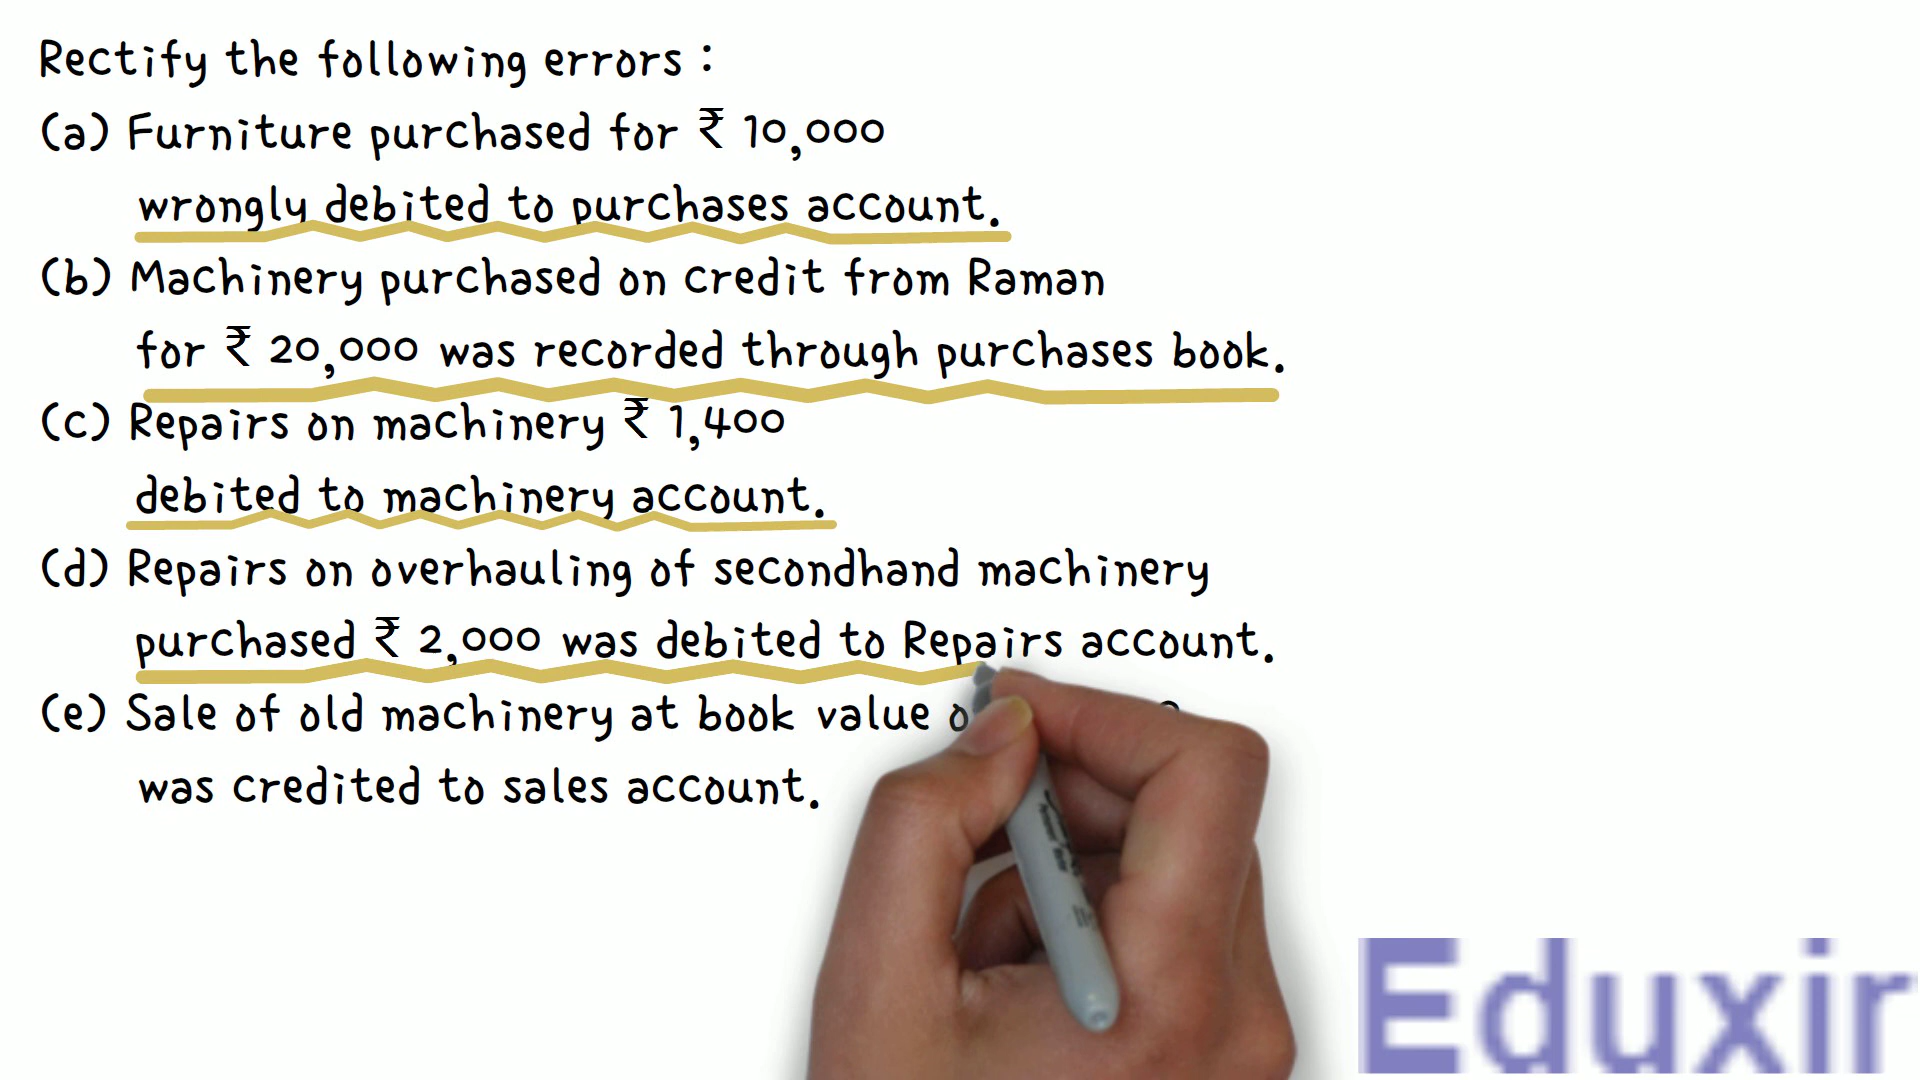 Rectify the following errors :
(a) Furniture purchased for ₹ 10,000
wrongly debited to purchases account.
(b) Machinery purchased on credit from Raman
for ₹ 20,000 was recorded through purchases book.
(c) Repairs on machinery ₹ 1,400
debited to machinery account.
(d) Repairs on overhauling of secondhand machinery
purchased ₹ 2,000 was debited to Repairs account.
(e) Sale of old machinery at book value
was credited to sales account.
Eduxir